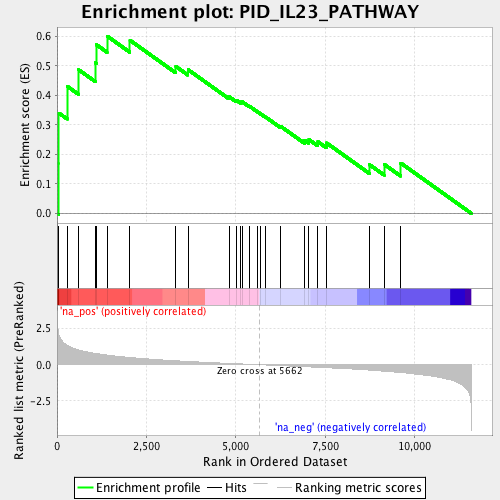 Enrichment plot: PID_IL23_PATHWAY
Enrichment score (ES)
0.6
0.5
0.4
0.3
0.2
0.1
0.0
'na_pos' (positively correlated)
Ranked list metric (PreRanked)
2.5
0.0
-2.5
Zero cross at 5662
'na_neg' (negatively correlated)
0
2,500
5,000
7,500
10,000
Rank in Ordered Dataset
Enrichment profile
Hits
Ranking metric scores